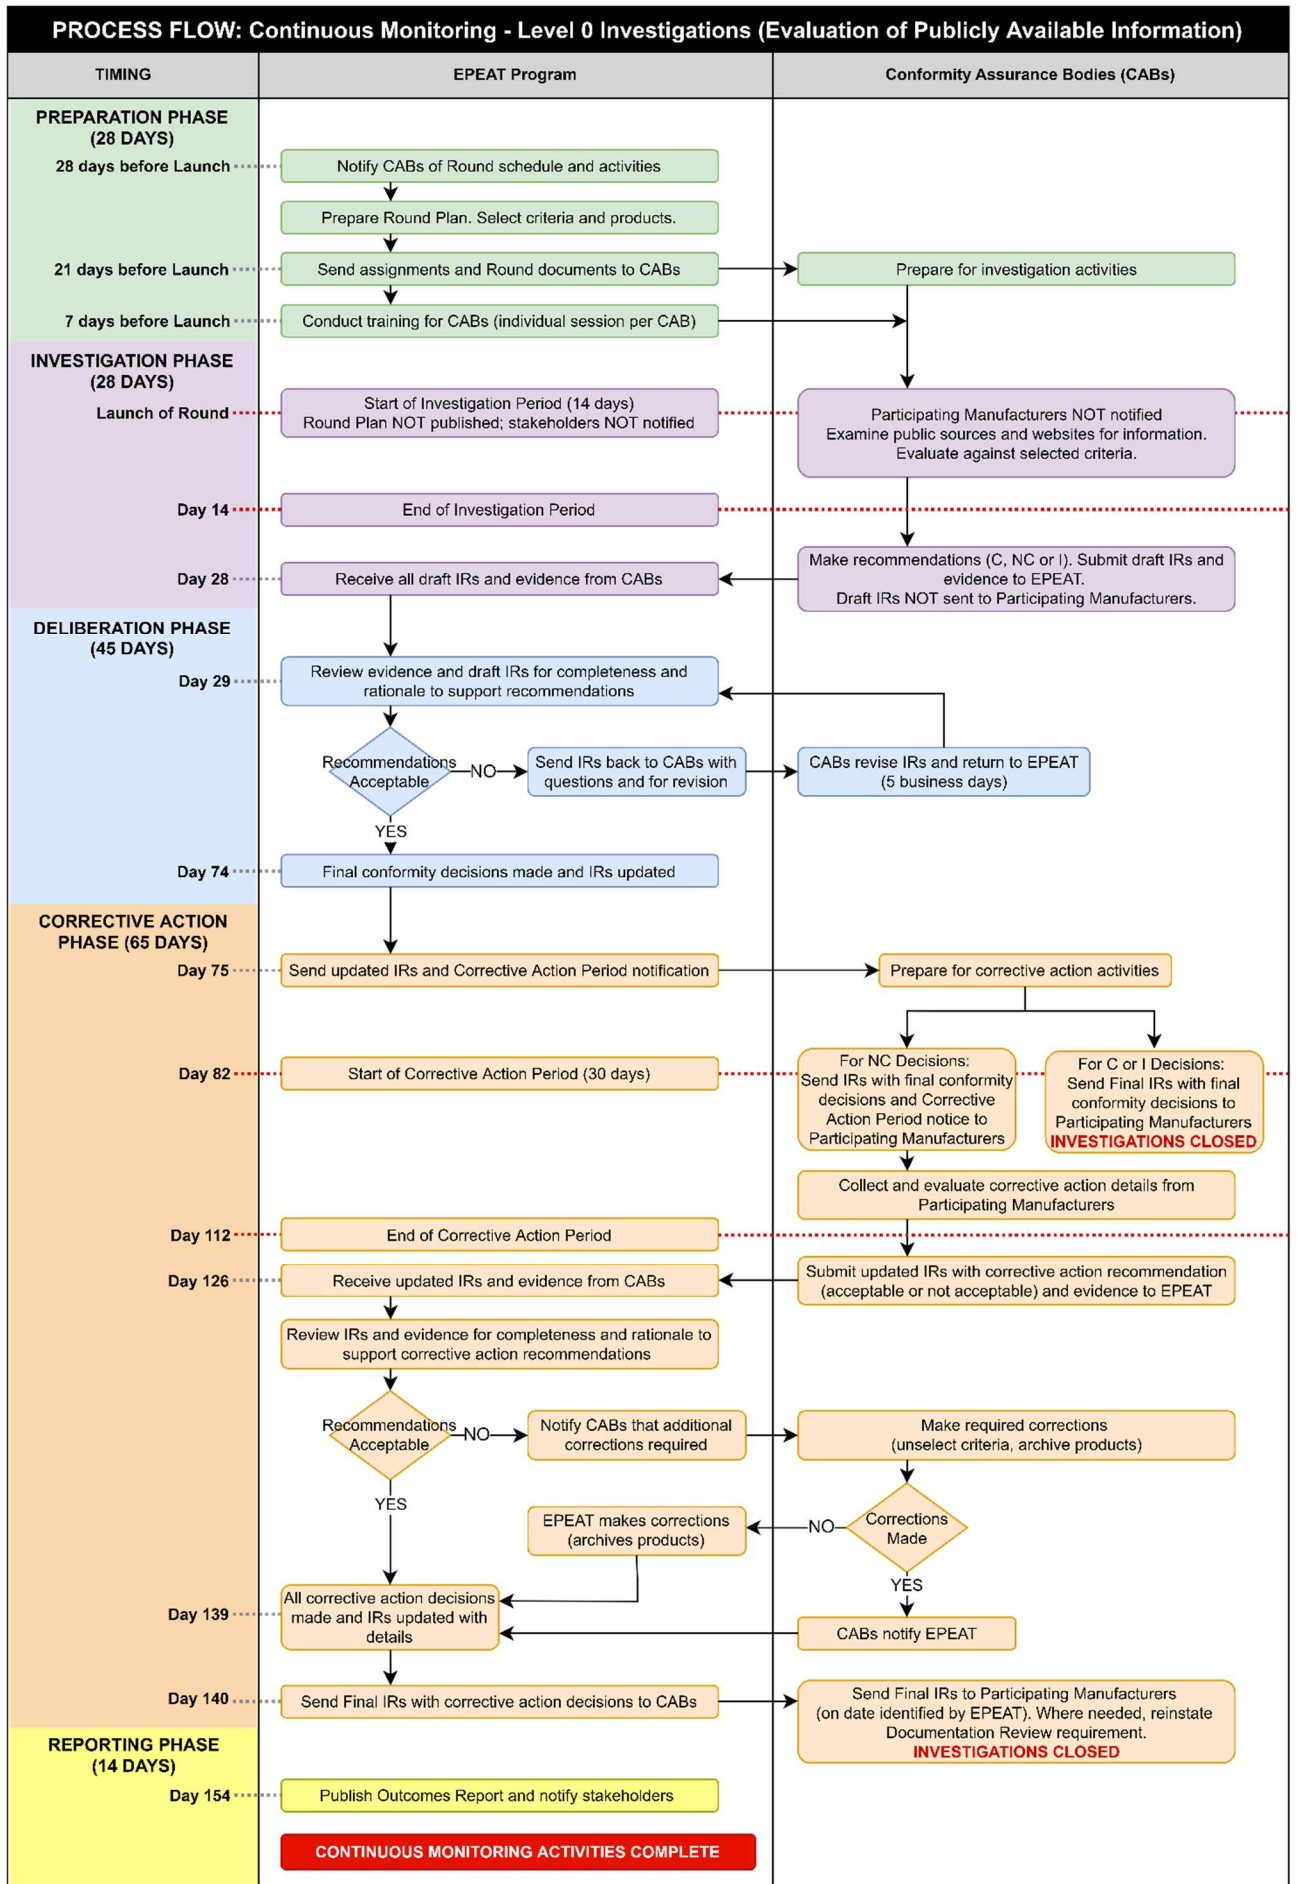 PROCESS FLOW: Continuous Monitoring - Level 0 Investigations (Evaluation of Publicly Available Information)
TIMING
EPEAT Program
Conformity Assurance Bodies (CABs)
PREPARATION PHASE
(28 DAYS)
28 days before Launch
Notify CABs of Round schedule and activities
Prepare Round Plan. Select criteria and products.
21 days before Launch
Send assignments and Round documents to CABs
Prepare for investigation activities
7 days before Launch
Conduct training for CABs (individual session per CAB)
INVESTIGATION PHASE
(28 DAYS)
Launch of Round
Start of Investigation Period (14 days)
Round Plan NOT published; stakeholders NOT notified
Participating Manufacturers NOT notified
Examine public sources and websites for information.
Evaluate against selected criteria.
Day 14
End of Investigation Period
Day 28
Receive all draft IRs and evidence from CABs
Make recommendations (C, NC or I). Submit draft IRs and
evidence to EPEAT.
Draft IRs NOT sent to Participating Manufacturers.
DELIBERATION PHASE
(45 DAYS)
Day 29
Review evidence and draft IRs for completeness and
rationale to support recommendations
Recommendations
Acceptable
NO
Send IRs back to CABs with
questions and for revision
CABs revise IRs and return to EPEAT
(5 business days)
YES
Day 74
Final conformity decisions made and IRs updated
CORRECTIVE ACTION
PHASE (65 DAYS)
Day 75
Send updated IRs and Corrective Action Period notification
Prepare for corrective action activities
Day 82
Start of Corrective Action Period (30 days)
For NC Decisions:
Send IRs with final conformity
decisions and Corrective
Action Period notice to
Participating Manufacturers
For C or I Decisions:
Send Final IRs with final
conformity decisions to
Participating Manufacturers
INVESTIGATIONS CLOSED
Collect and evaluate corrective action details from
Participating Manufacturers
Day 112
End of Corrective Action Period
Day 126
Receive updated IRs and evidence from CABs
Submit updated IRs with corrective action recommendation
(acceptable or not acceptable) and evidence to EPEAT
Review IRs and evidence for completeness and rationale to
support corrective action recommendations
Recommendations
Acceptable
NO
Notify CABs that additional
corrections required
Make required corrections
(unselect criteria, archive products)
YES
EPEAT makes corrections
(archives products)
NO
Corrections
Made
YES
Day 139
All corrective action decisions
made and IRs updated with
details
CABs notify EPEAT
Day 140
Send Final IRs with corrective action decisions to CABs
Send Final IRs to Participating Manufacturers
(on date identified by EPEAT). Where needed, reinstate
Documentation Review requirement.
INVESTIGATIONS CLOSED
REPORTING PHASE
(14 DAYS)
Day 154
Publish Outcomes Report and notify stakeholders
CONTINUOUS MONITORING ACTIVITIES COMPLETE